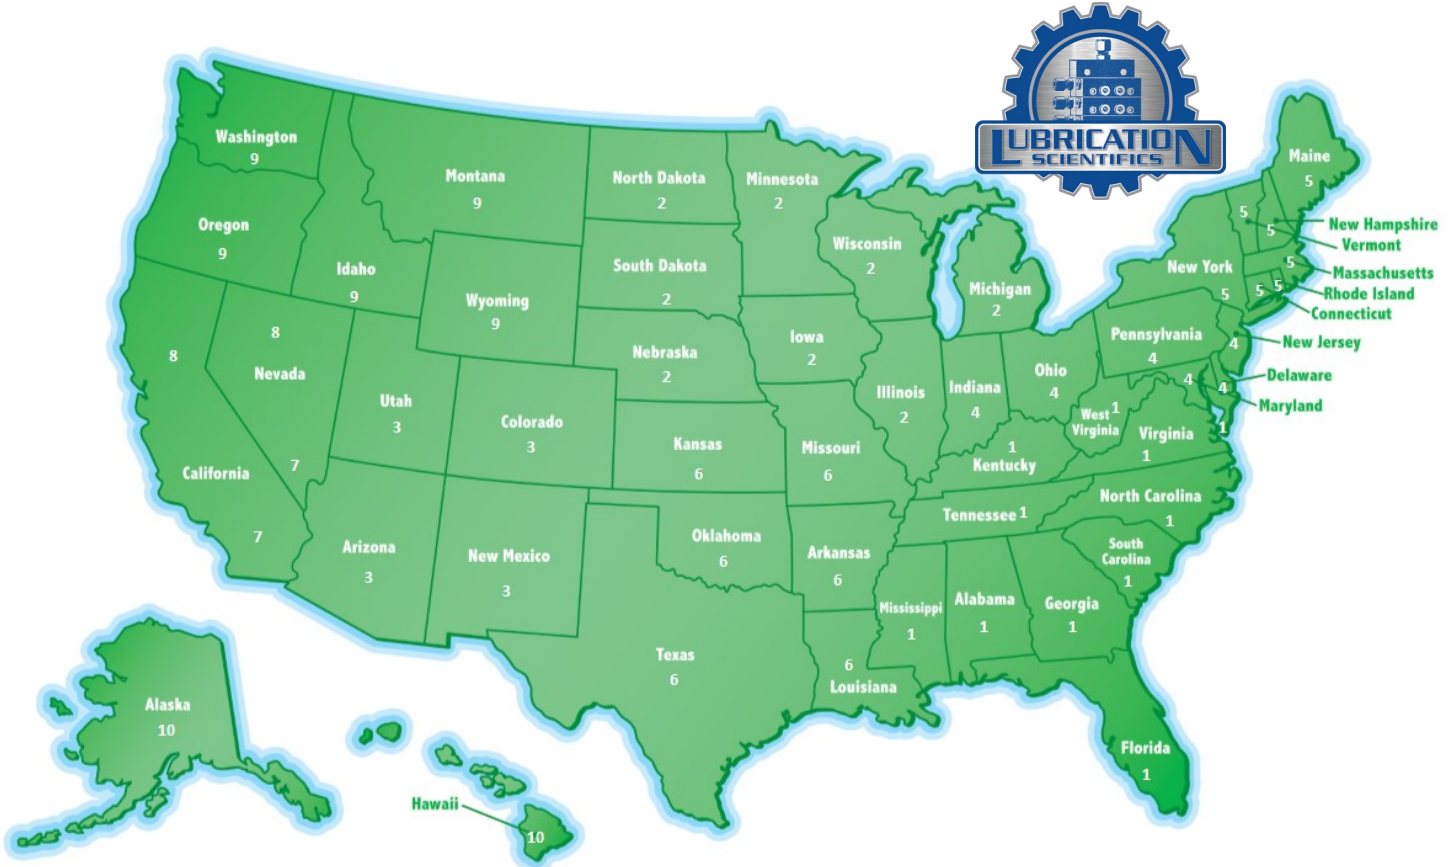 LUBRICATION
SCIENTIFICS
Washington
9
Oregon
9
Idaho
9
Montana
9
Wyoming
9
North Dakota
2
South Dakota
2
Nebraska
2
Minnesota
2
Wisconsin
2
Iowa
2
Illinois
2
Michigan
2
8
8
Nevada
7
California
7
Utah
3
Colorado
3
Arizona
3
New Mexico
3
Kansas
6
Missouri
6
Oklahoma
6
Arkansas
6
Texas
6
6
Louisiana
Indiana
4
Ohio
4
Pennsylvania
4
New York
5
Maine
5
5
5
New Hampshire
Vermont
5
Massachusetts
5
5
Rhode Island
Connecticut
4
New Jersey
4
4
Delaware
Maryland
1
West
Virginia
1
Virginia
1
1
Kentucky
Tennessee 1
North Carolina
1
South
Carolina
1
Mississippi
1
Alabama
1
Georgia
1
Florida
1
Alaska
10
Hawaii
10